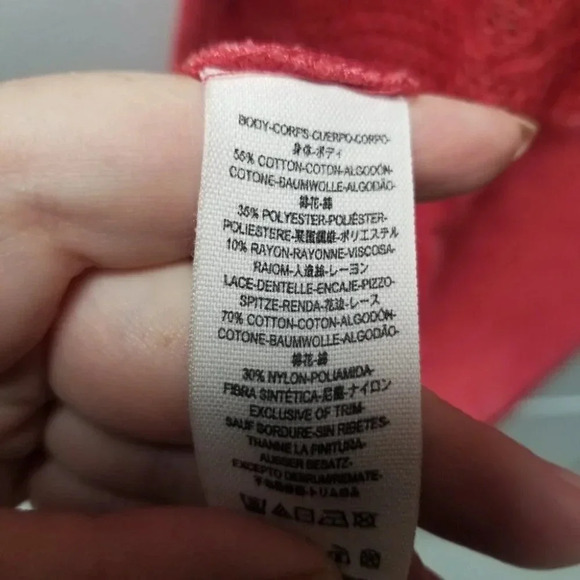 BODY-CORPS-CUERPO-CORPO-
身体-ボディ
55% COTTON-COTON-ALGODÓN-
COTONE-BAUMWOLLE-ALGODÃO-
棉花-綿
35% POLYESTER-POLIÉSTER-
POLIESTERE-聚酯纖維-ポリエステル
10% RAYON-RAYONNE-VISCOSA-
RAIOM-人造絲-レーヨン
LACE-DENTELLE-ENCAJE-PIZZO-
SPITZE-RENDA-花边-レース
70% COTTON-COTON-ALGODÓN-
COTONE-BAUMWOLLE-ALGODÃO-
棉花-綿
30% NYLON-POLIAMIDA-
FIBRA SINTÉTICA-尼龍-ナイロン
EXCLUSIVE OF TRIM-
SAUF BORDURE-SIN RIBETES-
TRANNE LA FINITURA-
AUSSER BESATZ-
EXCEPTO DEBRUM/REMATE-